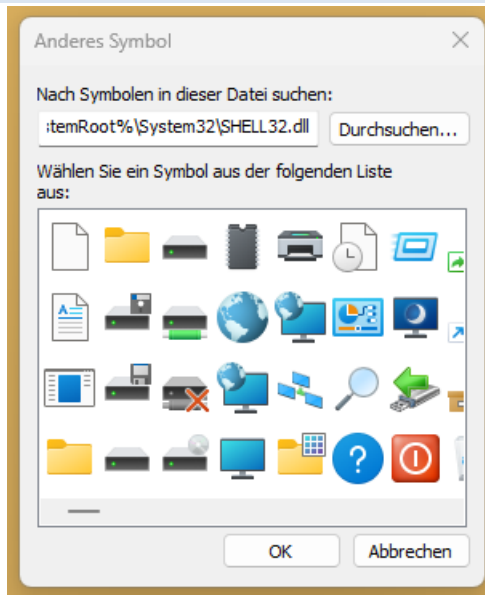 Anderes Symbol
Nach Symbolen in dieser Datei suchen:
:temRoot%\System32\SHELL32.dll
Durchsuchen...
Wählen Sie ein Symbol aus der folgenden Liste
aus:
OK
Abbrechen